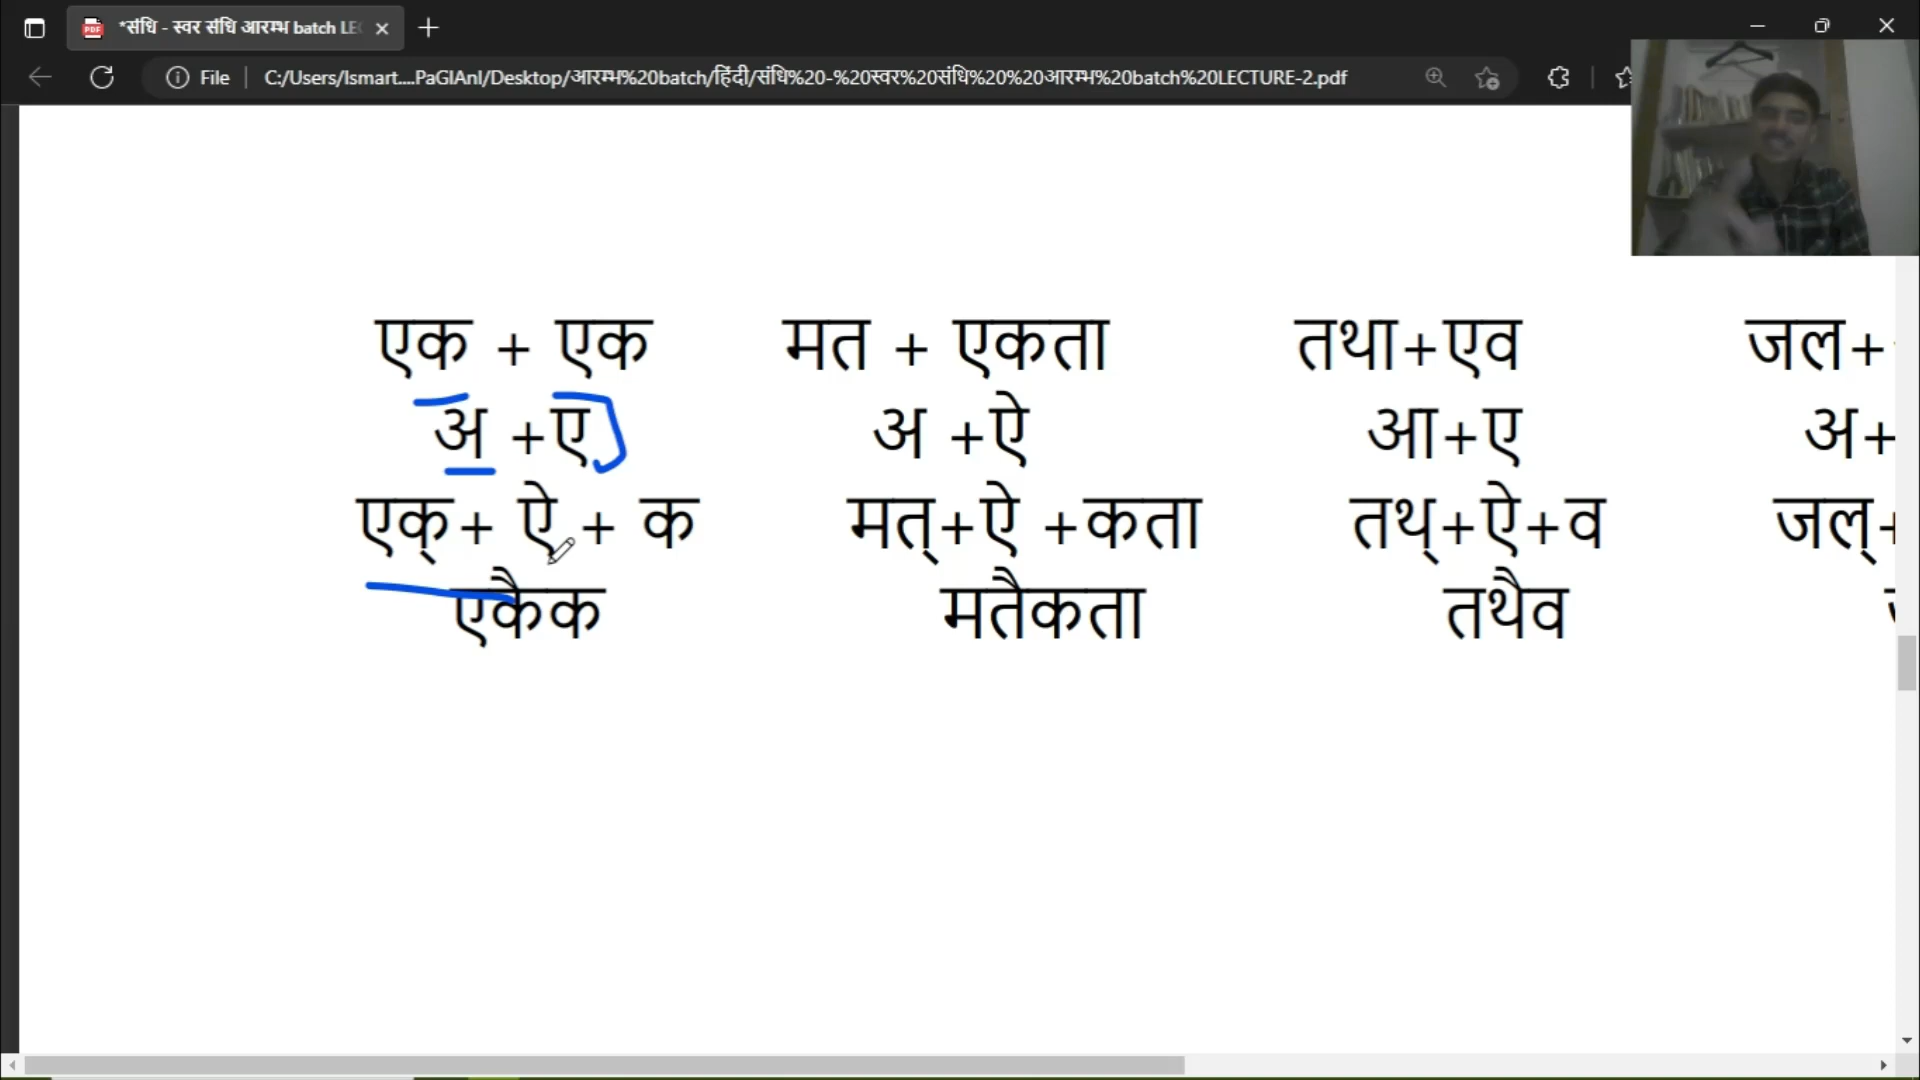 *संधि - स्वर संधि आरम्भ batch LE
File C:/Users/Ismart....PaGlAnI/Desktop/आरम्भ%20batch/हिंदी/संधि%20-%20स्वर%20संधि%20%20आरम्भ%20batch%20LECTURE-2.pdf
एक + एक मत + एकता तथा+एव जल+
अ +ए अ +ऐ आ+ए अ+
एक्+ ऐ + क मत्+ऐ +कता तथ्+ऐ+व जल्+
एकैक मतैकता तथैव